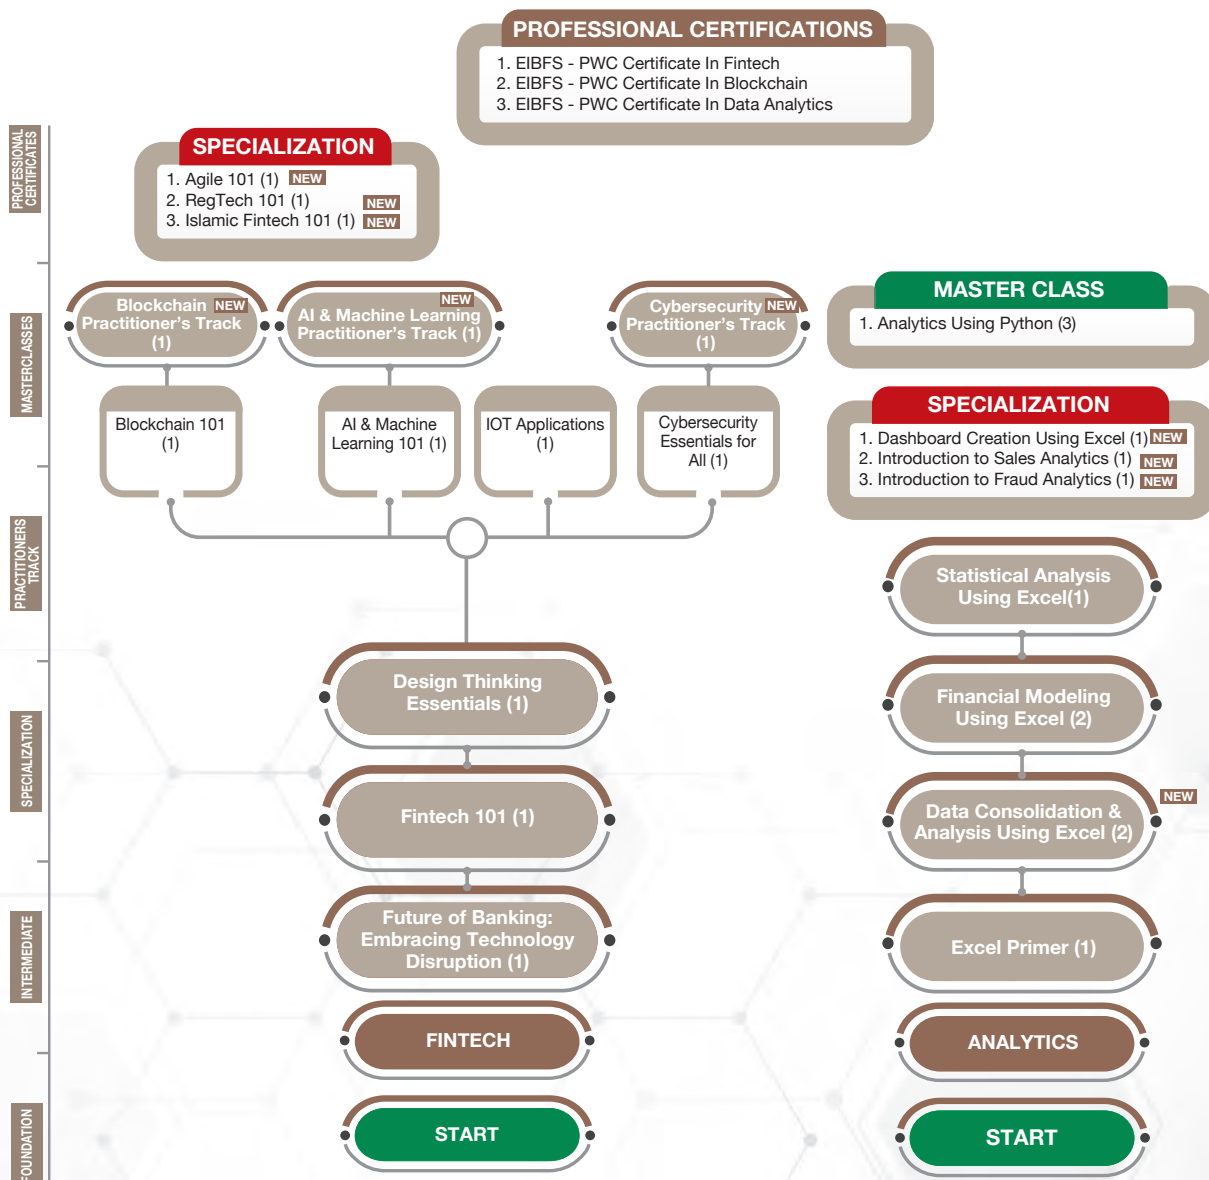 PROFESSIONAL CERTIFICATIONS
1. EIBFS - PWC Certificate In Fintech
2. EIBFS - PWC Certificate In Blockchain
3. EIBFS - PWC Certificate In Data Analytics
PROFESSIONAL
CERTIFICATES
SPECIALIZATION
1. Agile 101 (1) NEW
2. RegTech 101 (1) NEW
3. Islamic Fintech 101 (1) NEW
MASTERCLASSES
Blockchain NEW
Practitioner's Track
(1)
NEW
AI & Machine Learning
Practitioner's Track (1)
Cybersecurity NEW
Practitioner's Track
(1)
MASTER CLASS
1. Analytics Using Python (3)
Blockchain 101
(1)
AI & Machine
Learning 101 (1)
IOT Applications
(1)
Cybersecurity
Essentials for
All (1)
SPECIALIZATION
1. Dashboard Creation Using Excel (1) NEW
2. Introduction to Sales Analytics (1) NEW
3. Introduction to Fraud Analytics (1) NEW
PRACTITIONERS
TRACK
Statistical Analysis
Using Excel(1)
SPECIALIZATION
Design Thinking
Essentials (1)
Financial Modeling
Using Excel (2)
Fintech 101 (1)
NEW
Data Consolidation &
Analysis Using Excel (2)
INTERMEDIATE
Future of Banking:
Embracing Technology
Disruption (1)
Excel Primer (1)
FINTECH
ANALYTICS
FOUNDATION
START
START